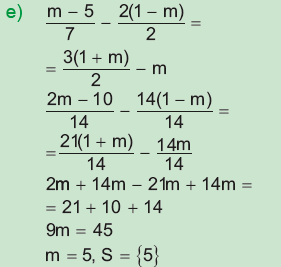 e) (m − 5)/7 − 2(1 − m)/2 =
= 3(1 + m)/2 − m
(2m − 10)/14 − 14(1 − m)/14 =
= 21(1 + m)/14 − 14m/14
2m + 14m − 21m + 14m =
= 21 + 10 + 14
9m = 45
m = 5, S = {5}